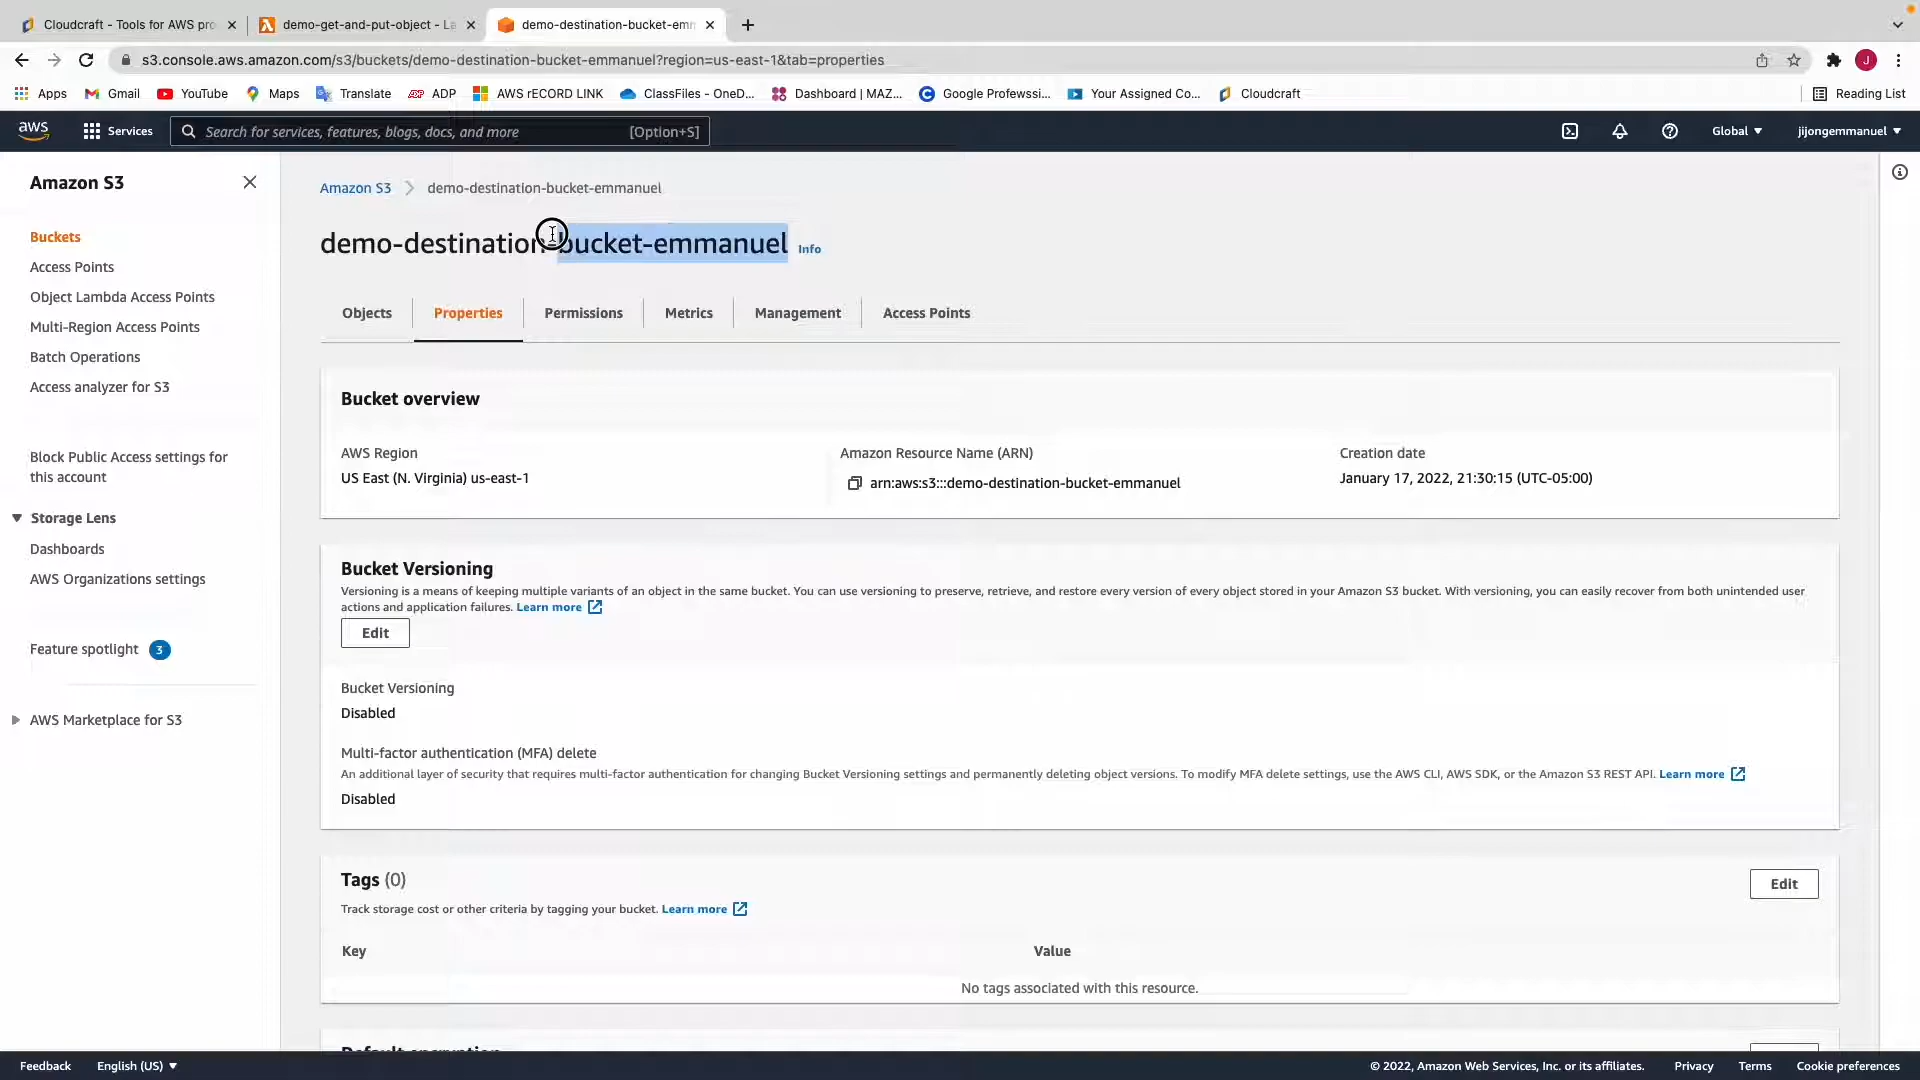 Cloudcraft - Tools for AWS pro
demo-get-and-put-object - La
demo-destination-bucket-emm
s3.console.aws.amazon.com/s3/buckets/demo-destination-bucket-emmanuel?region=us-east-1&tab=properties
J
Apps
Gmail
YouTube
Maps
Translate
ADP
AWS rECORD LINK
ClassFiles - OneD...
Dashboard | MAZ...
Google Profewssi...
Your Assigned Co...
Cloudcraft
Reading List
aws
Services
Search for services, features, blogs, docs, and more
[Option+S]
Global
jijongemmanuel
Amazon S3
Buckets
Access Points
Object Lambda Access Points
Multi-Region Access Points
Batch Operations
Access analyzer for S3
Block Public Access settings for
this account
Storage Lens
Dashboards
AWS Organizations settings
Feature spotlight 3
AWS Marketplace for S3
Amazon S3 > demo-destination-bucket-emmanuel
demo-destination-bucket-emmanuel Info
Objects
Properties
Permissions
Metrics
Management
Access Points
Bucket overview
AWS Region
US East (N. Virginia) us-east-1
Amazon Resource Name (ARN)
arn:aws:s3:::demo-destination-bucket-emmanuel
Creation date
January 17, 2022, 21:30:15 (UTC-05:00)
Bucket Versioning
Versioning is a means of keeping multiple variants of an object in the same bucket. You can use versioning to preserve, retrieve, and restore every version of every object stored in your Amazon S3 bucket. With versioning, you can easily recover from both unintended user
actions and application failures. Learn more
Edit
Bucket Versioning
Disabled
Multi-factor authentication (MFA) delete
An additional layer of security that requires multi-factor authentication for changing Bucket Versioning settings and permanently deleting object versions. To modify MFA delete settings, use the AWS CLI, AWS SDK, or the Amazon S3 REST API. Learn more
Disabled
Tags (0)
Edit
Track storage cost or other criteria by tagging your bucket. Learn more
Key
Value
No tags associated with this resource.
Default encryption
Feedback
English (US)
© 2022, Amazon Web Services, Inc. or its affiliates.
Privacy
Terms
Cookie preferences